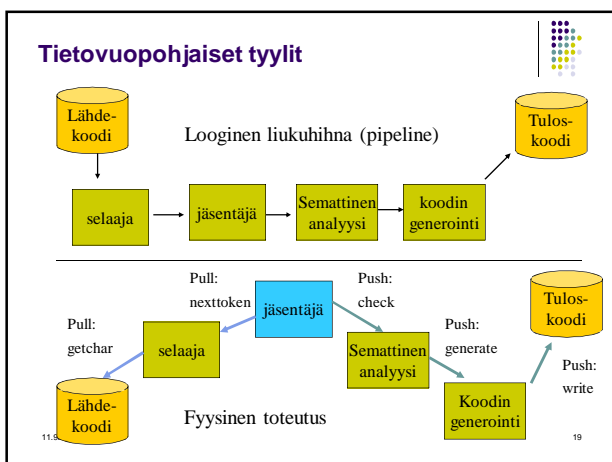 Tietovuopohjaiset tyylit
Lähde-
koodi
Looginen liukuhihna (pipeline)
Tulos-
koodi
selaaja
jäsentäjä
Semattinen
analyysi
koodin
generointi
Pull:
nexttoken
jäsentäjä
Push:
check
Tulos-
koodi
Pull:
getchar
selaaja
Semattinen
analyysi
Push:
generate
Push:
write
Lähde-
koodi
Fyysinen toteutus
Koodin
generointi
11.9
19